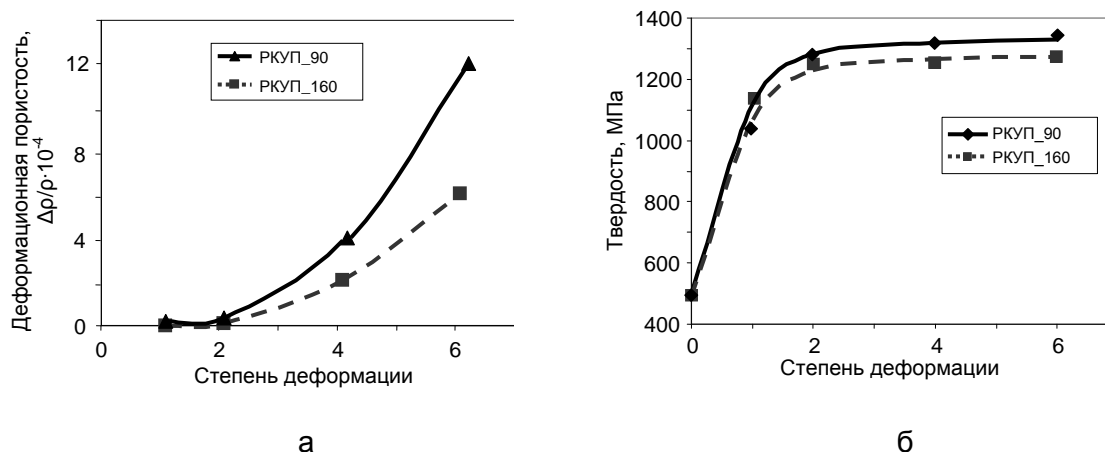 Деформационная пористость,
Δρ/ρ·10⁻⁴
12
8
4
0
0 2 4 6
Степень деформации
РКУП_90
РКУП_160
а
Твердость, МПа
1400
1200
1000
800
600
400
0 2 4 6
Степень деформации
РКУП_90
РКУП_160
б